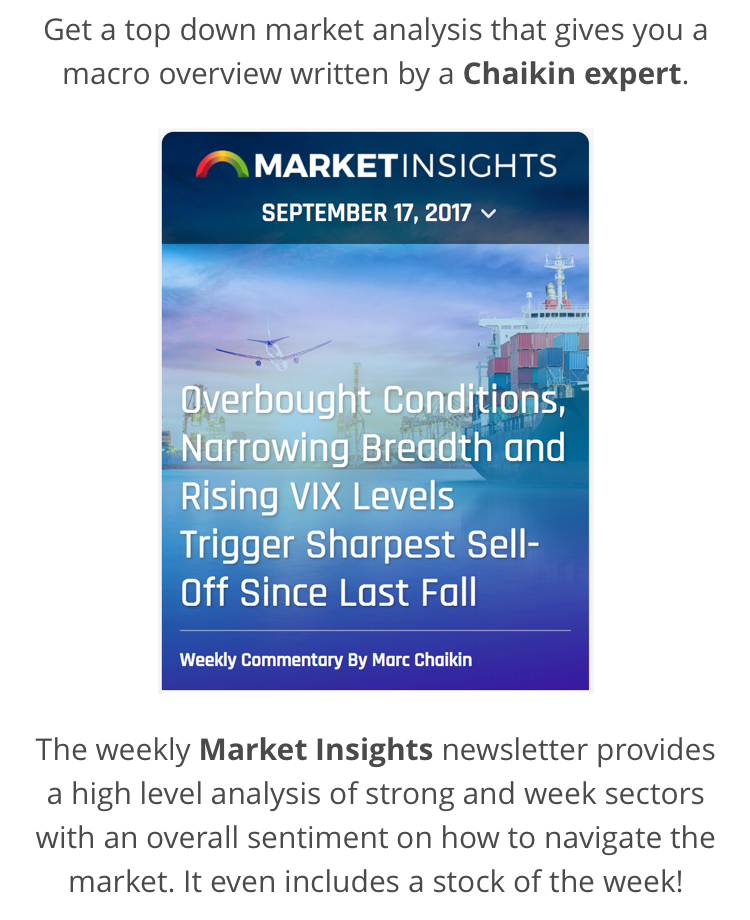 Get a top down market analysis that gives you a
macro overview written by a Chaikin expert.
MARKETINSIGHTS
SEPTEMBER 17, 2017
Overbought Conditions,
Narrowing Breadth and
Rising VIX Levels
Trigger Sharpest Sell-
Off Since Last Fall
Weekly Commentary By Marc Chaikin
The weekly Market Insights newsletter provides
a high level analysis of strong and week sectors
with an overall sentiment on how to navigate the
market. It even includes a stock of the week!